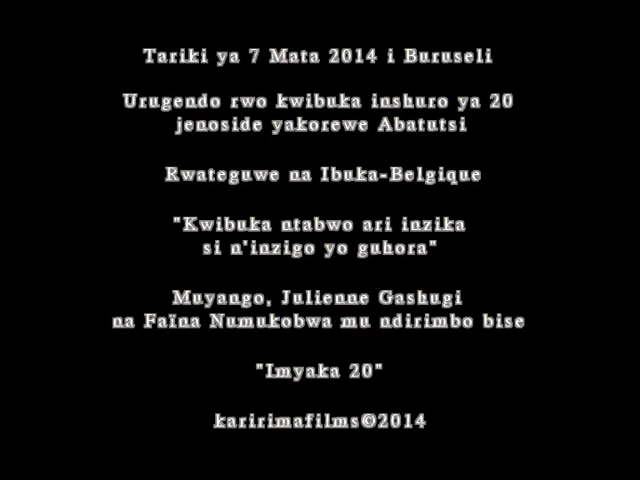 Tariki ya 7 Mata 2014 i Buruseli
Urugendo rwo kwibuka inshuro ya 20
jenoside yakorewe Abatutsi
Rwateguwe na Ibuka-Belgique
"Kwibuka ntabwo ari inzika
si n'inzigo yo guhora"
Muyango, Julienne Gashugi
na Faïna Numukobwa mu ndirimbo bise
"Imyaka 20"
karirimafilms©2014